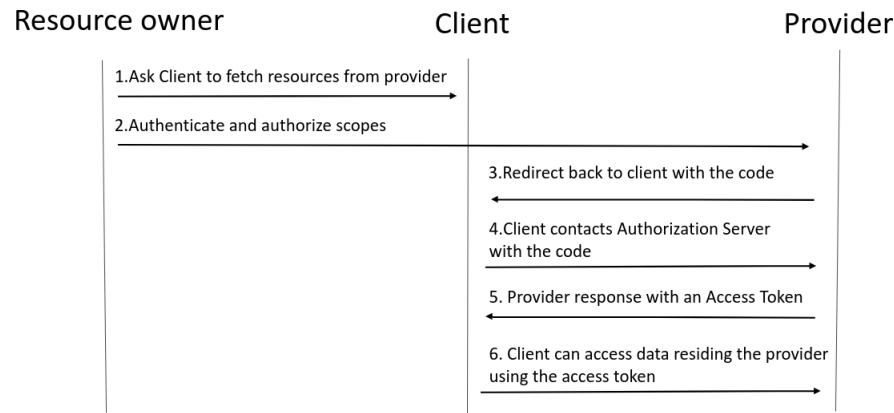 Resource owner
Client
Provider
1.Ask Client to fetch resources from provider
2.Authenticate and authorize scopes
3.Redirect back to client with the code
4.Client contacts Authorization Server
with the code
5. Provider response with an Access Token
6. Client can access data residing the provider
using the access token